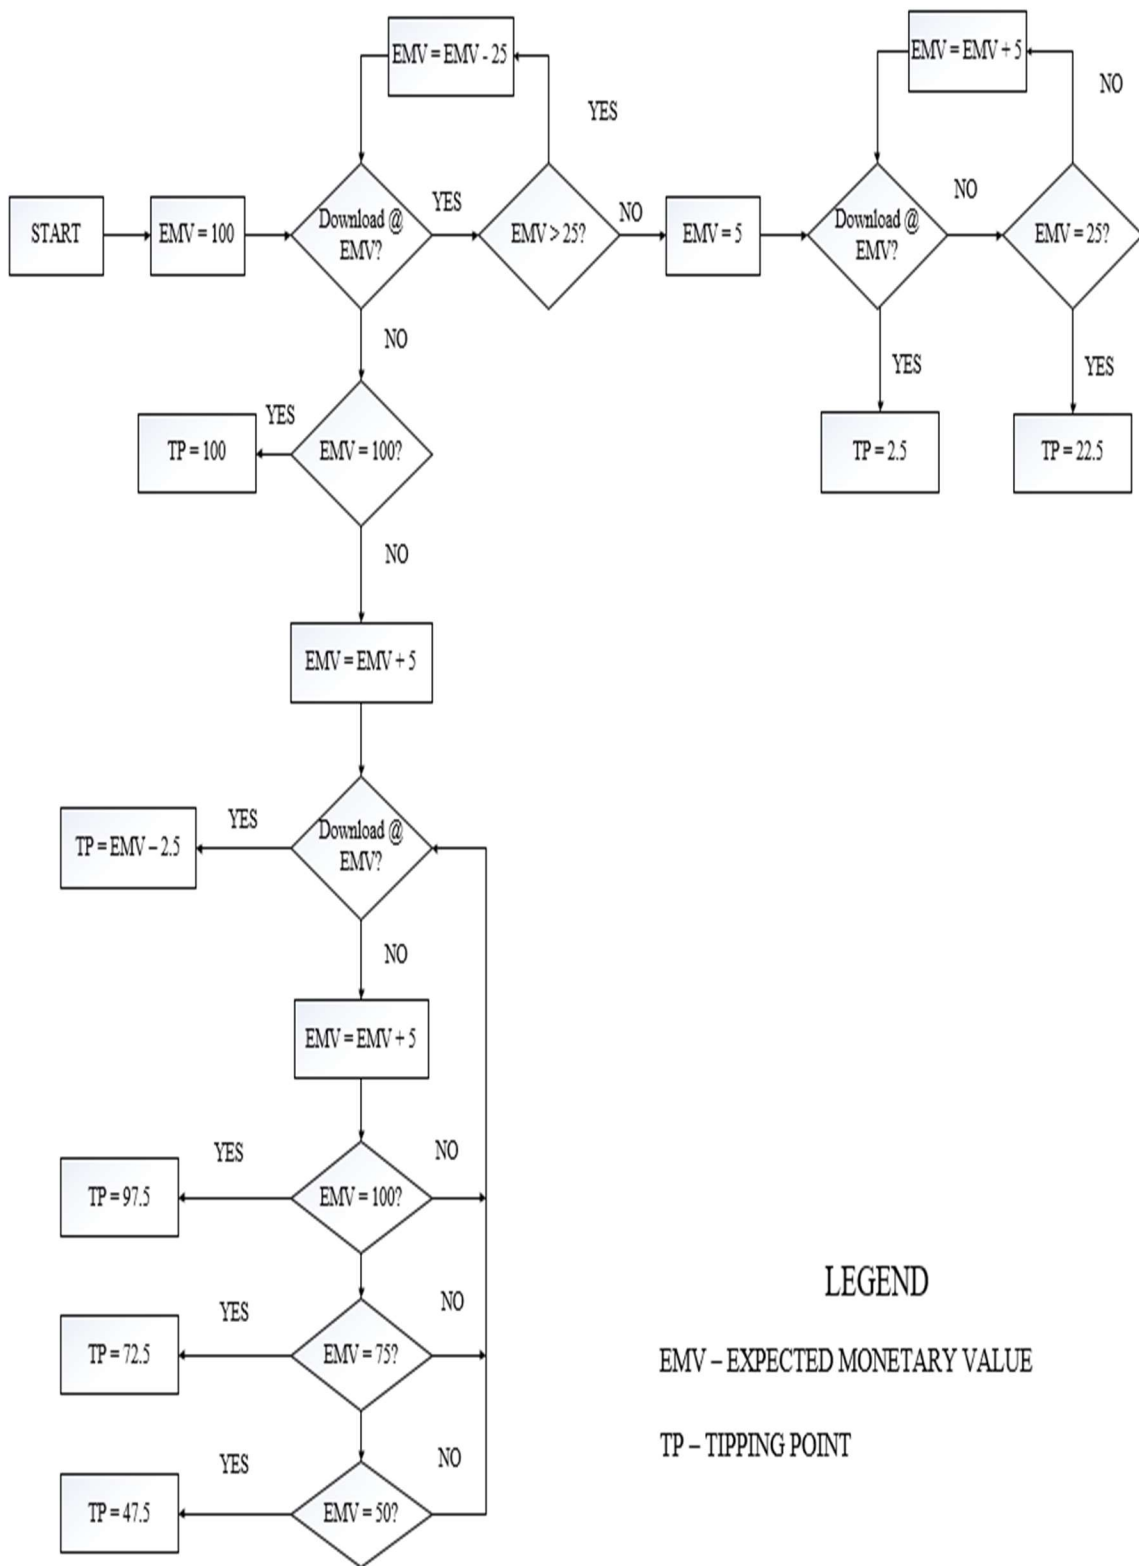 EMV = EMV - 25
EMV = EMV + 5
NO
YES
START
EMV = 100
Download @
EMV?
YES
EMV > 25?
NO
EMV = 5
Download @
EMV?
NO
EMV = 25?
NO
YES
YES
TP = 100
YES
EMV = 100?
TP = 2.5
TP = 22.5
NO
EMV = EMV + 5
TP = EMV – 2.5
YES
Download @
EMV?
NO
EMV = EMV + 5
YES
NO
TP = 97.5
EMV = 100?
YES
NO
TP = 72.5
EMV = 75?
YES
NO
TP = 47.5
EMV = 50?
LEGEND
EMV – EXPECTED MONETARY VALUE
TP – TIPPING POINT